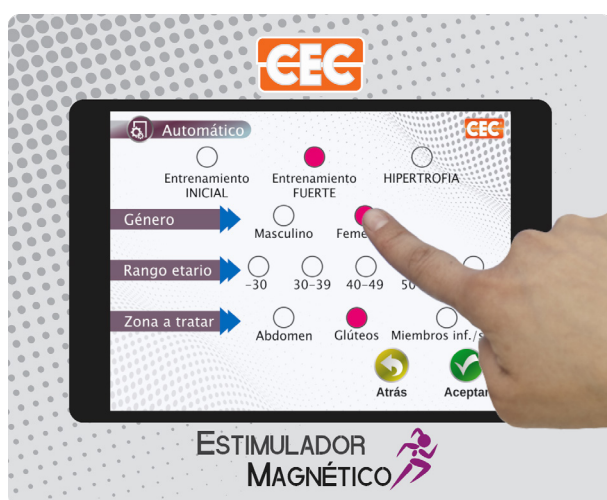 CEC
Automático
CEC
Entrenamiento
INICIAL
Entrenamiento
FUERTE
HIPERTROFIA
Género
Masculino
Rango etario
-30
30-39
40-49
Zona a tratar
Abdomen
Glúteos
Miembros inf./
Atrás
Aceptar
ESTIMULADOR
MAGNÉTICO